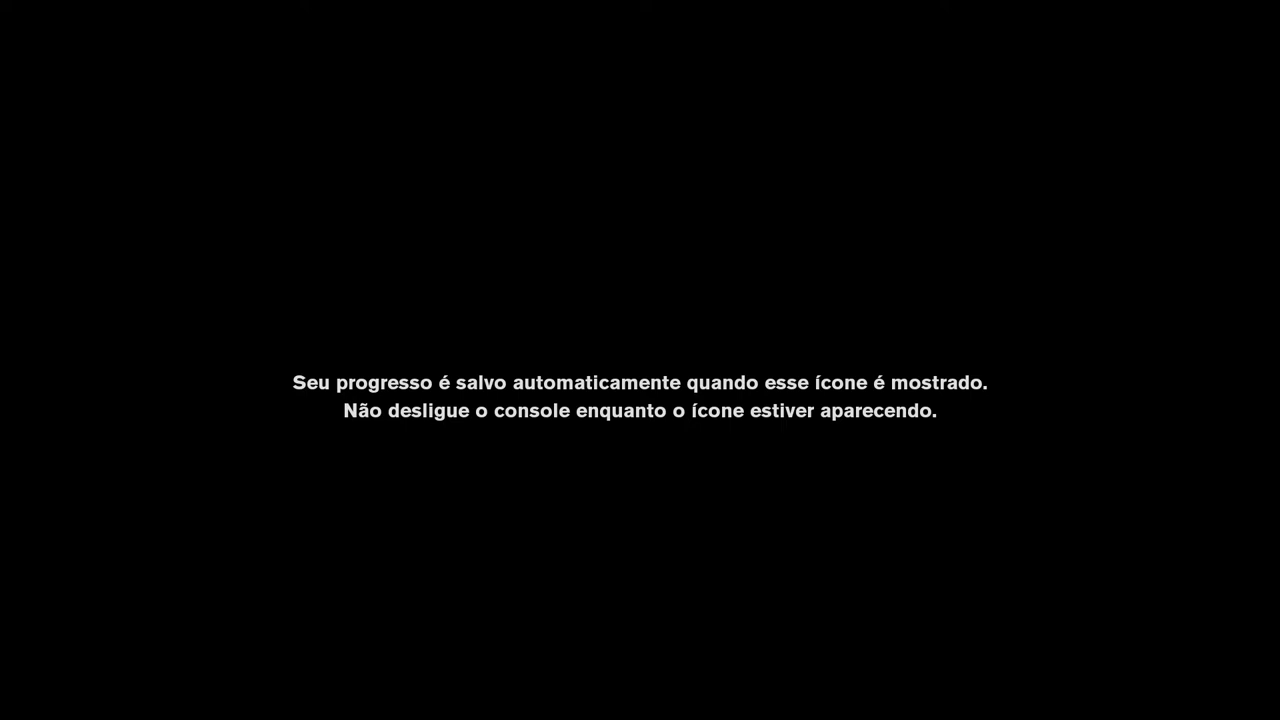 Seu progresso é salvo automaticamente quando esse ícone é mostrado.
Não desligue o console enquanto o ícone estiver aparecendo.